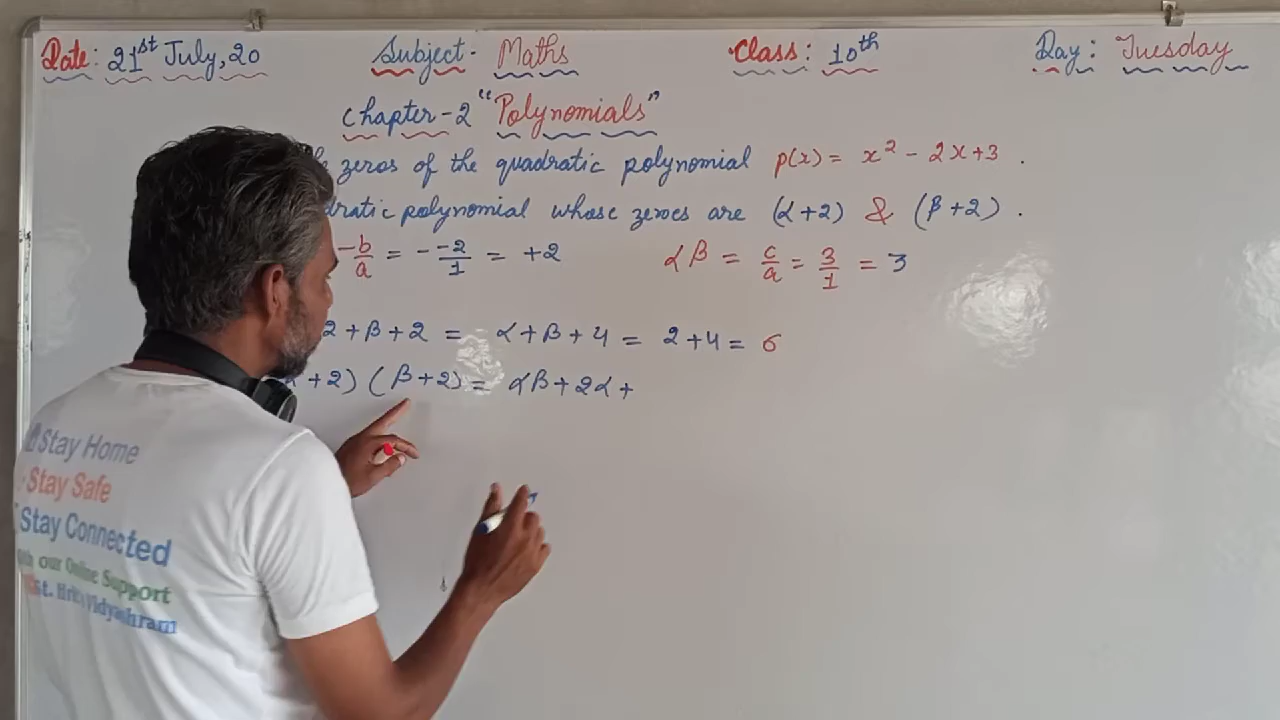 Date: 21st July, 20 Subject- Maths Class: 10th Day: Tuesday
Chapter-2 "Polynomials"
zeros of the quadratic polynomial p(x) = x² - 2x+3 .
polynomial whose zeroes are (α+2) & (β+2) .
-b/a = - -2/1 = +2 αβ = c/a = 3/1 = 3
2+β+2 = α+β+4 = 2+4 = 6
+2) (β+2) = αβ+2α+
Stay Home
Stay Safe
Stay Connected
our Online Support
St. Vidyashram